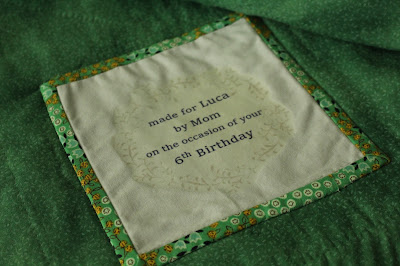 made for Luca
by Mom
on the occasion of your
6th Birthday